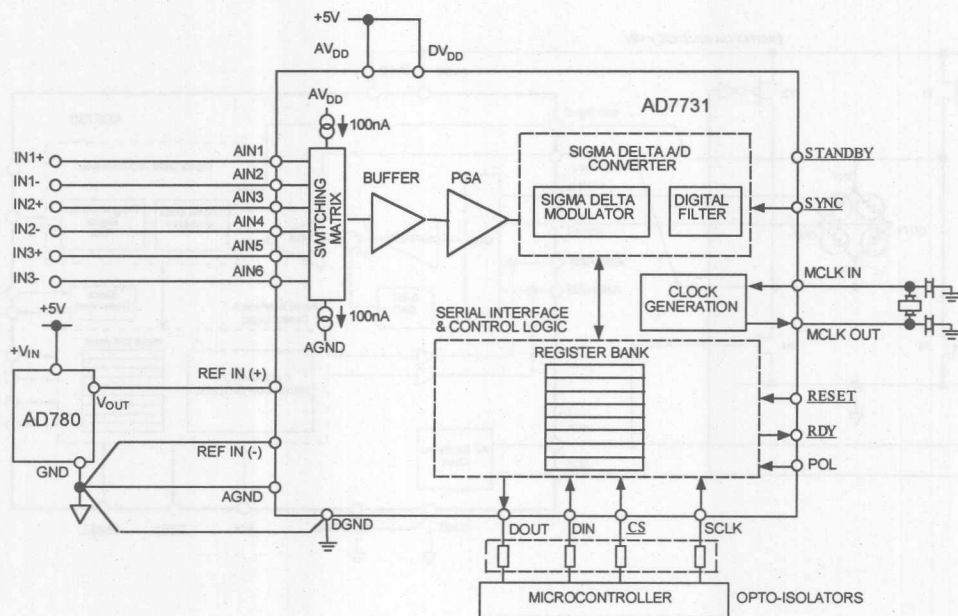 +5V
AVDD
DVDD
AD7731
AVDD
100nA
IN1+
AIN1
IN1-
AIN2
IN2+
AIN3
IN2-
AIN4
IN3+
AIN5
IN3-
AIN6
SWITCHING
MATRIX
BUFFER
PGA
SIGMA DELTA A/D
CONVERTER
SIGMA DELTA
MODULATOR
DIGITAL
FILTER
STANDBY
SYNC
MCLK IN
CLOCK
GENERATION
MCLK OUT
100nA
AGND
SERIAL INTERFACE
& CONTROL LOGIC
REGISTER BANK
+5V
+VIN
AD780
VOUT
GND
REF IN (+)
REF IN (-)
AGND
DGND
RESET
RDY
POL
DOUT
DIN
CS
SCLK
MICROCONTROLLER
OPTO-ISOLATORS